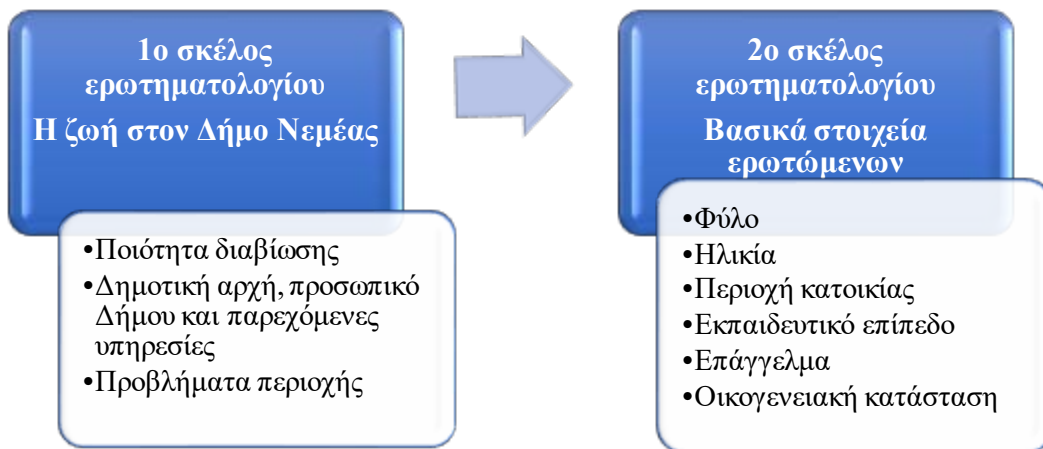 1ο σκέλος
ερωτηματολογίου
Η ζωή στον Δήμο Νεμέας
•Ποιότητα διαβίωσης
•Δημοτική αρχή, προσωπικό
Δήμου και παρεχόμενες
υπηρεσίες
•Προβλήματα περιοχής
2ο σκέλος
ερωτηματολογίου
Βασικά στοιχεία
ερωτώμενων
•Φύλο
•Ηλικία
•Περιοχή κατοικίας
•Εκπαιδευτικό επίπεδο
•Επάγγελμα
•Οικογενειακή κατάσταση